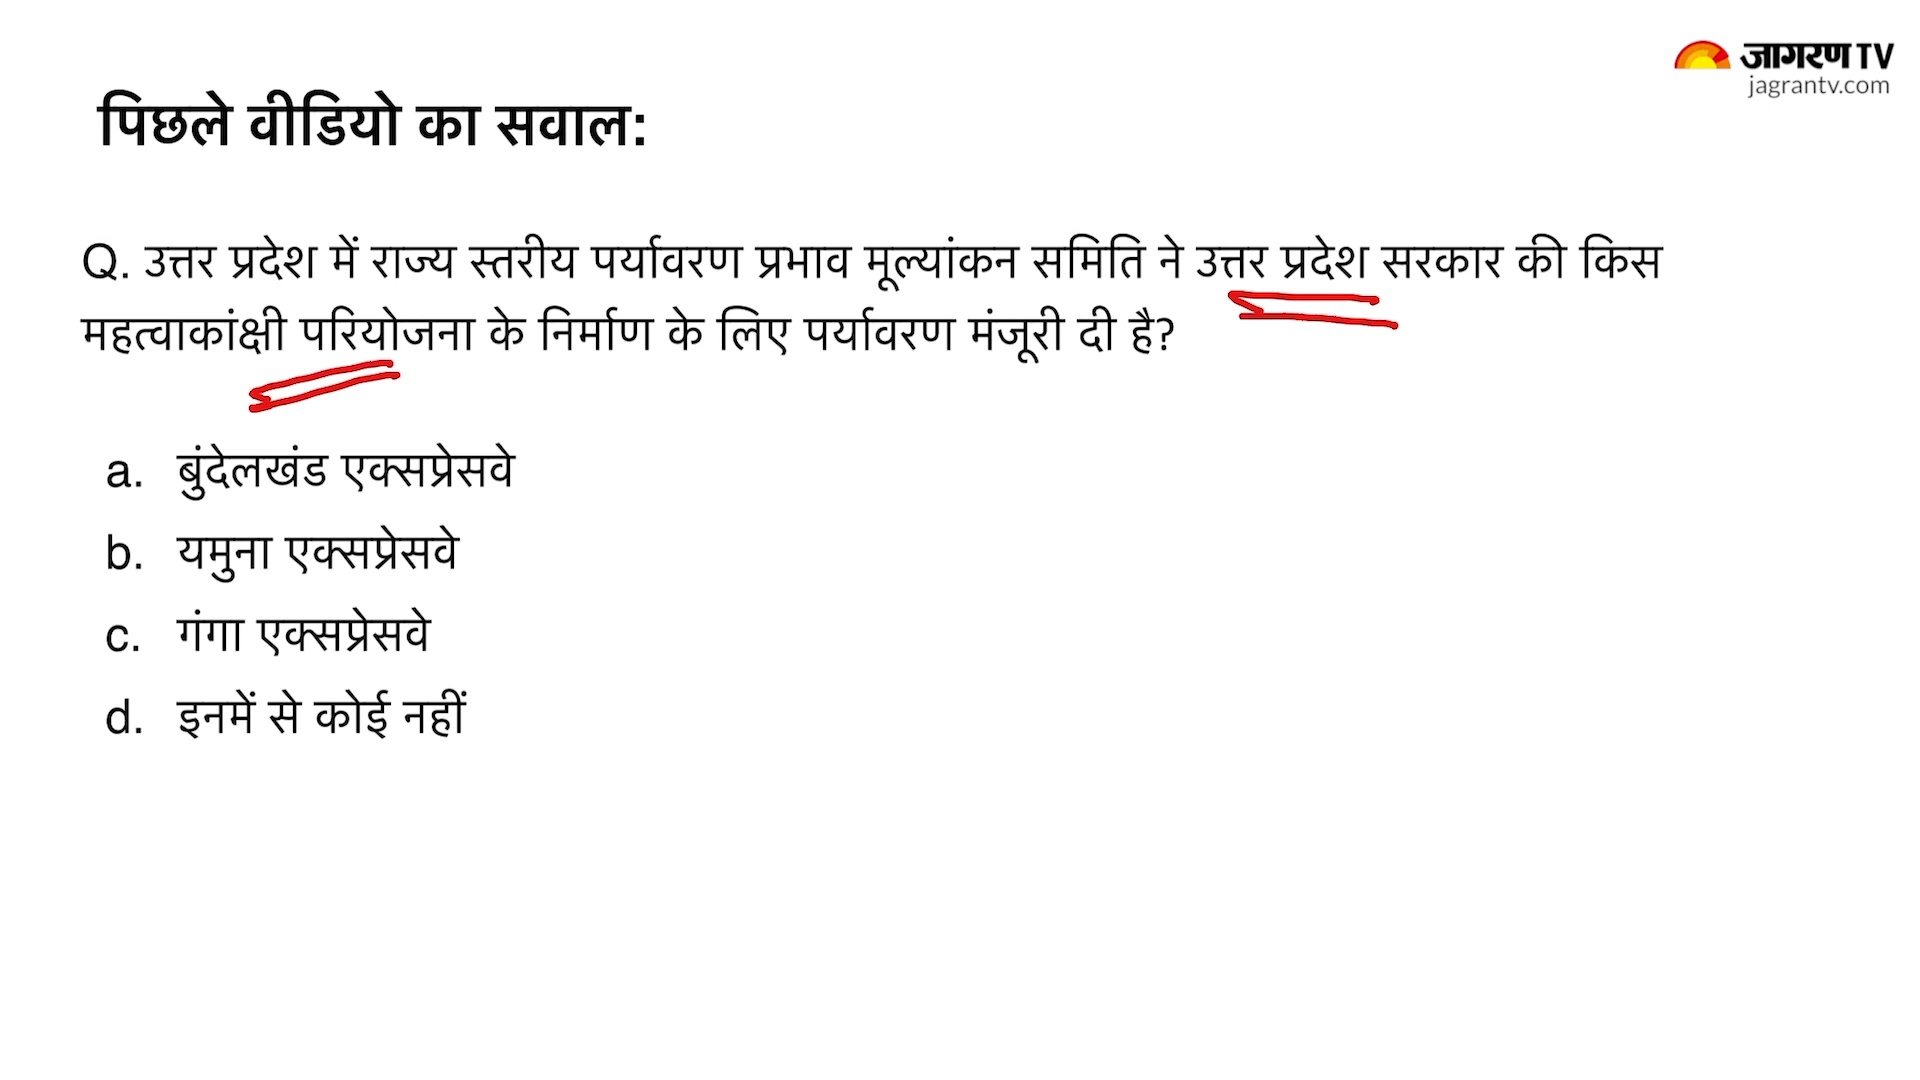 जागरण TV
jagrantv.com
पिछले वीडियो का सवाल:
Q. उत्तर प्रदेश में राज्य स्तरीय पर्यावरण प्रभाव मूल्यांकन समिति ने उत्तर प्रदेश सरकार की किस
महत्वाकांक्षी परियोजना के निर्माण के लिए पर्यावरण मंजूरी दी है?
a. बुंदेलखंड एक्सप्रेसवे
b. यमुना एक्सप्रेसवे
c. गंगा एक्सप्रेसवे
d. इनमें से कोई नहीं